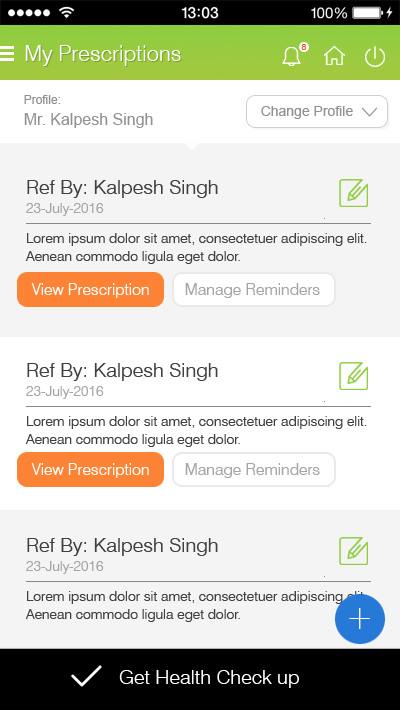 13:03
100%
My Prescriptions
8
Profile:
Mr. Kalpesh Singh
Change Profile
Ref By: Kalpesh Singh
23-July-2016
Lorem ipsum dolor sit amet, consectetuer adipiscing elit.
Aenean commodo ligula eget dolor.
View Prescription
Manage Reminders
Ref By: Kalpesh Singh
23-July-2016
Lorem ipsum dolor sit amet, consectetuer adipiscing elit.
Aenean commodo ligula eget dolor.
View Prescription
Manage Reminders
Ref By: Kalpesh Singh
23-July-2016
Lorem ipsum dolor sit amet, consectetuer adipiscing elit.
Aenean commodo ligula eget dolor.
Get Health Check up